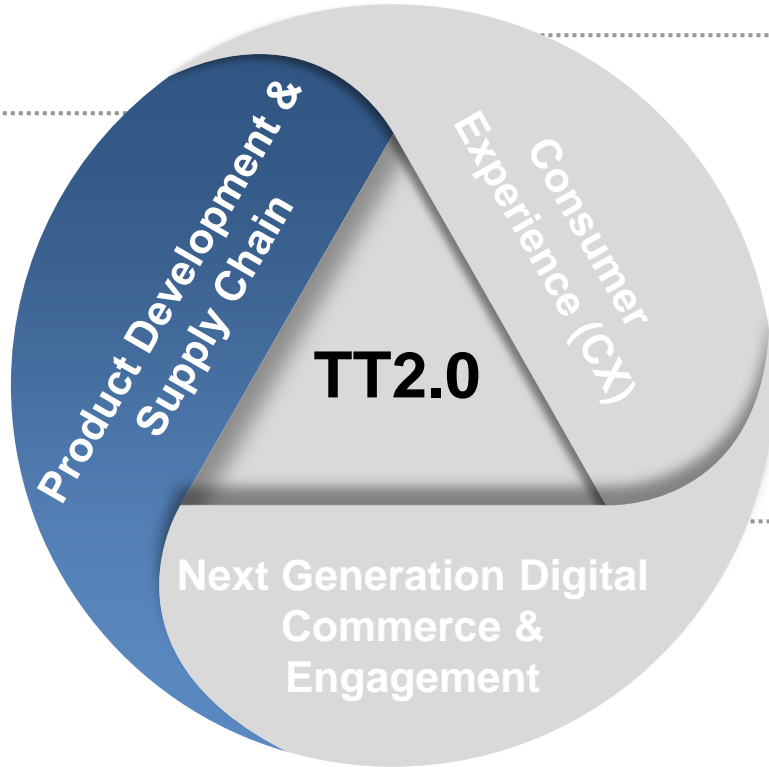 Product Development &
Supply Chain
Consumer
Experience (CX)
TT2.0
Next Generation Digital
Commerce &
Engagement